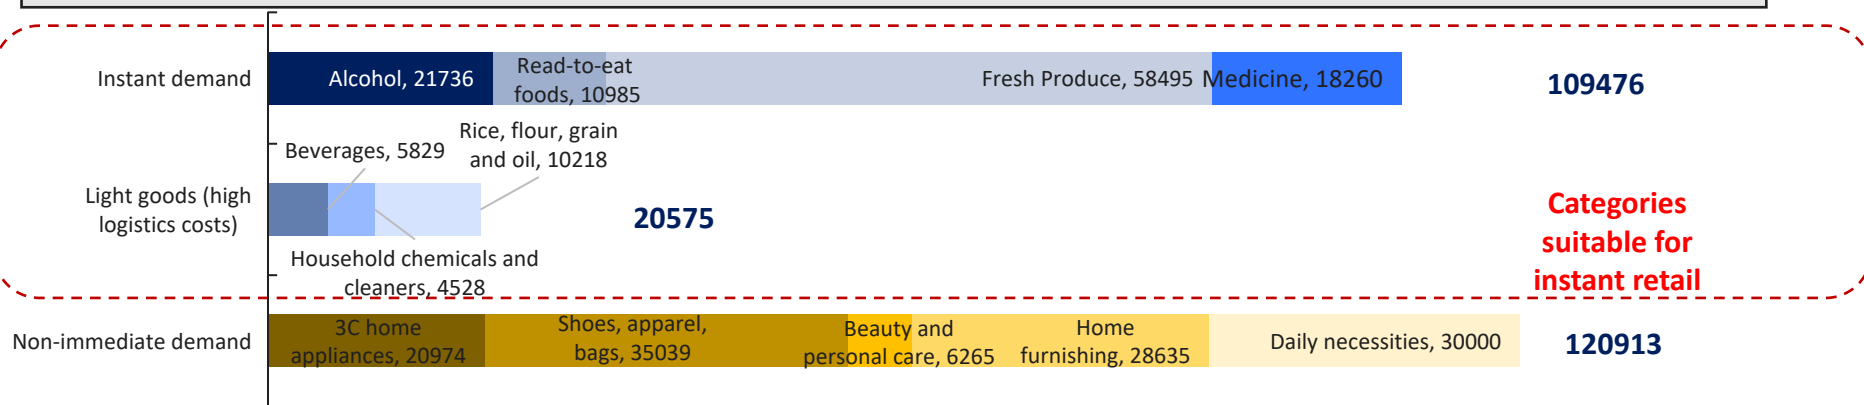 Instant demand
Alcohol, 21736
Read-to-eat
foods, 10985
Fresh Produce, 58495
Medicine, 18260
109476
Beverages, 5829
Rice, flour, grain
and oil, 10218
Light goods (high
logistics costs)
20575
Household chemicals and
cleaners, 4528
Categories
suitable for
instant retail
Non-immediate demand
3C home
appliances, 20974
Shoes, apparel,
bags, 35039
Beauty and
personal care, 6265
Home
furnishing, 28635
Daily necessities, 30000
120913